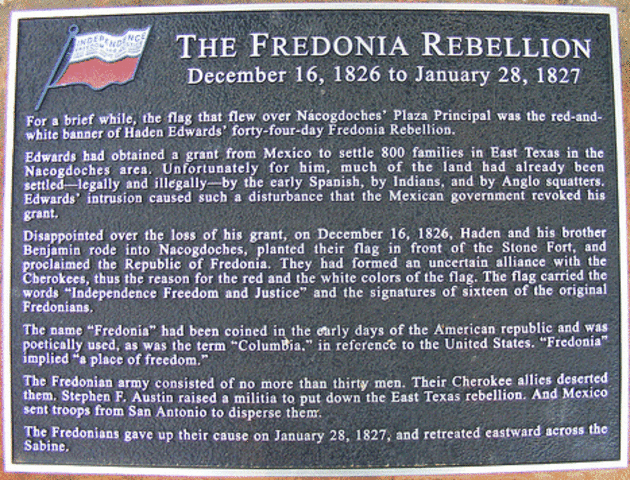 INDEPENDENCE
THE FREDONIA REBELLION
December 16, 1826 to January 28, 1827
For a brief while, the flag that flew over Nacogdoches' Plaza Principal was the red-and-
white banner of Haden Edwards' forty-four-day Fredonia Rebellion.
Edwards had obtained a grant from Mexico to settle 800 families in East Texas in the
Nacogdoches area. Unfortunately for him, much of the land had already been
settled—legally and illegally—by the early Spanish, by Indians, and by Anglo squatters.
Edwards' intrusion caused such a disturbance that the Mexican government revoked his
grant.
Disappointed over the loss of his grant, on December 16, 1826, Haden and his brother
Benjamin rode into Nacogdoches, planted their flag in front of the Stone Fort, and
proclaimed the Republic of Fredonia. They had formed an uncertain alliance with the
Cherokees, thus the reason for the red and the white colors of the flag. The flag carried the
words "Independence Freedom and Justice" and the signatures of sixteen of the original
Fredonians.
The name "Fredonia" had been coined in the early days of the American republic and was
poetically used, as was the term "Columbia," in reference to the United States. "Fredonia"
implied "a place of freedom."
The Fredonian army consisted of no more than thirty men. Their Cherokee allies deserted
them. Stephen F. Austin raised a militia to put down the East Texas rebellion. And Mexico
sent troops from San Antonio to disperse them.
The Fredonians gave up their cause on January 28, 1827, and retreated eastward across the
Sabine.